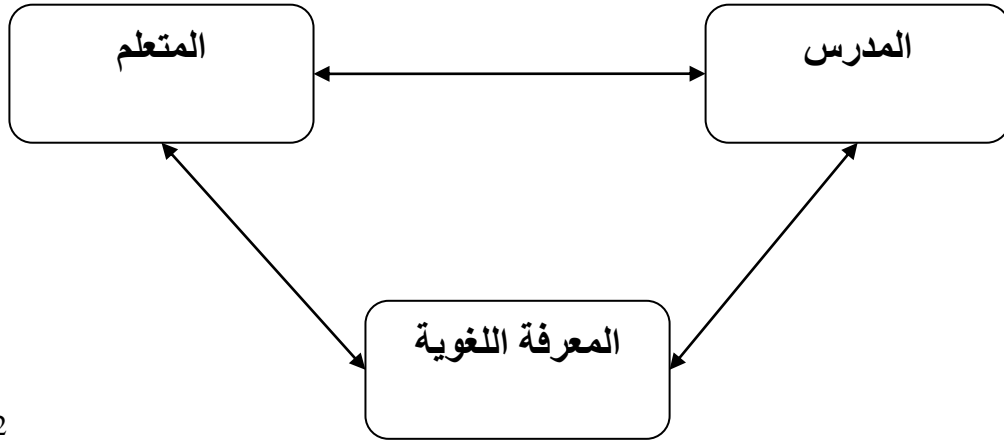 المدرس
المتعلم
المعرفة اللغوية
2